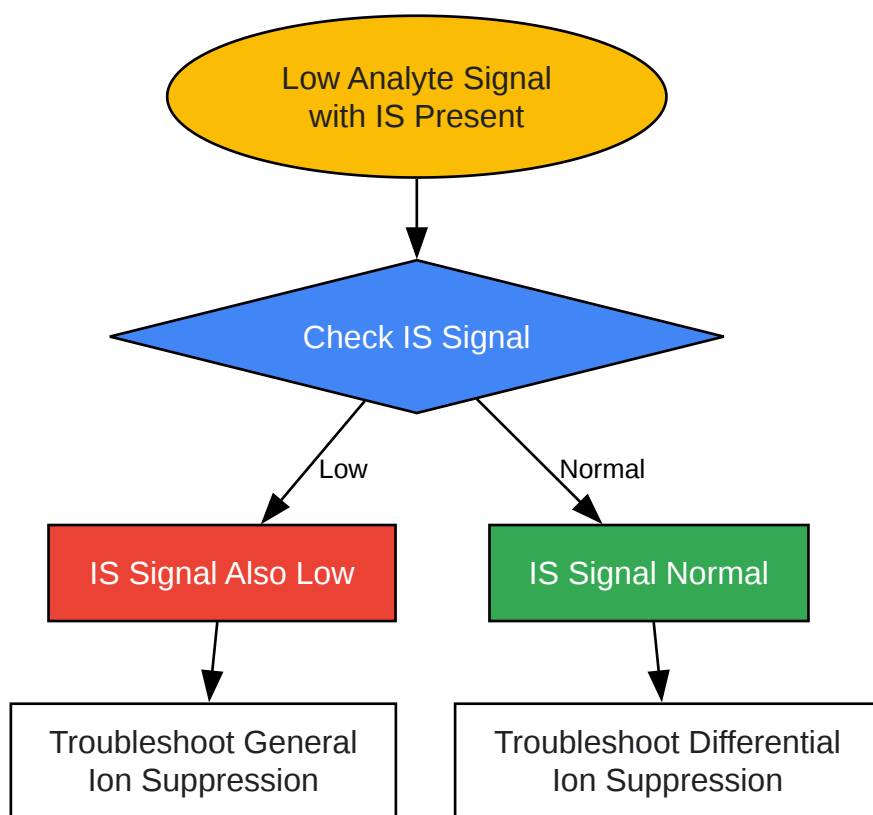 Low Analyte Signal
with IS Present
Check IS Signal
Low
Normal
IS Signal Also Low
IS Signal Normal
Troubleshoot General
Ion Suppression
Troubleshoot Differential
Ion Suppression